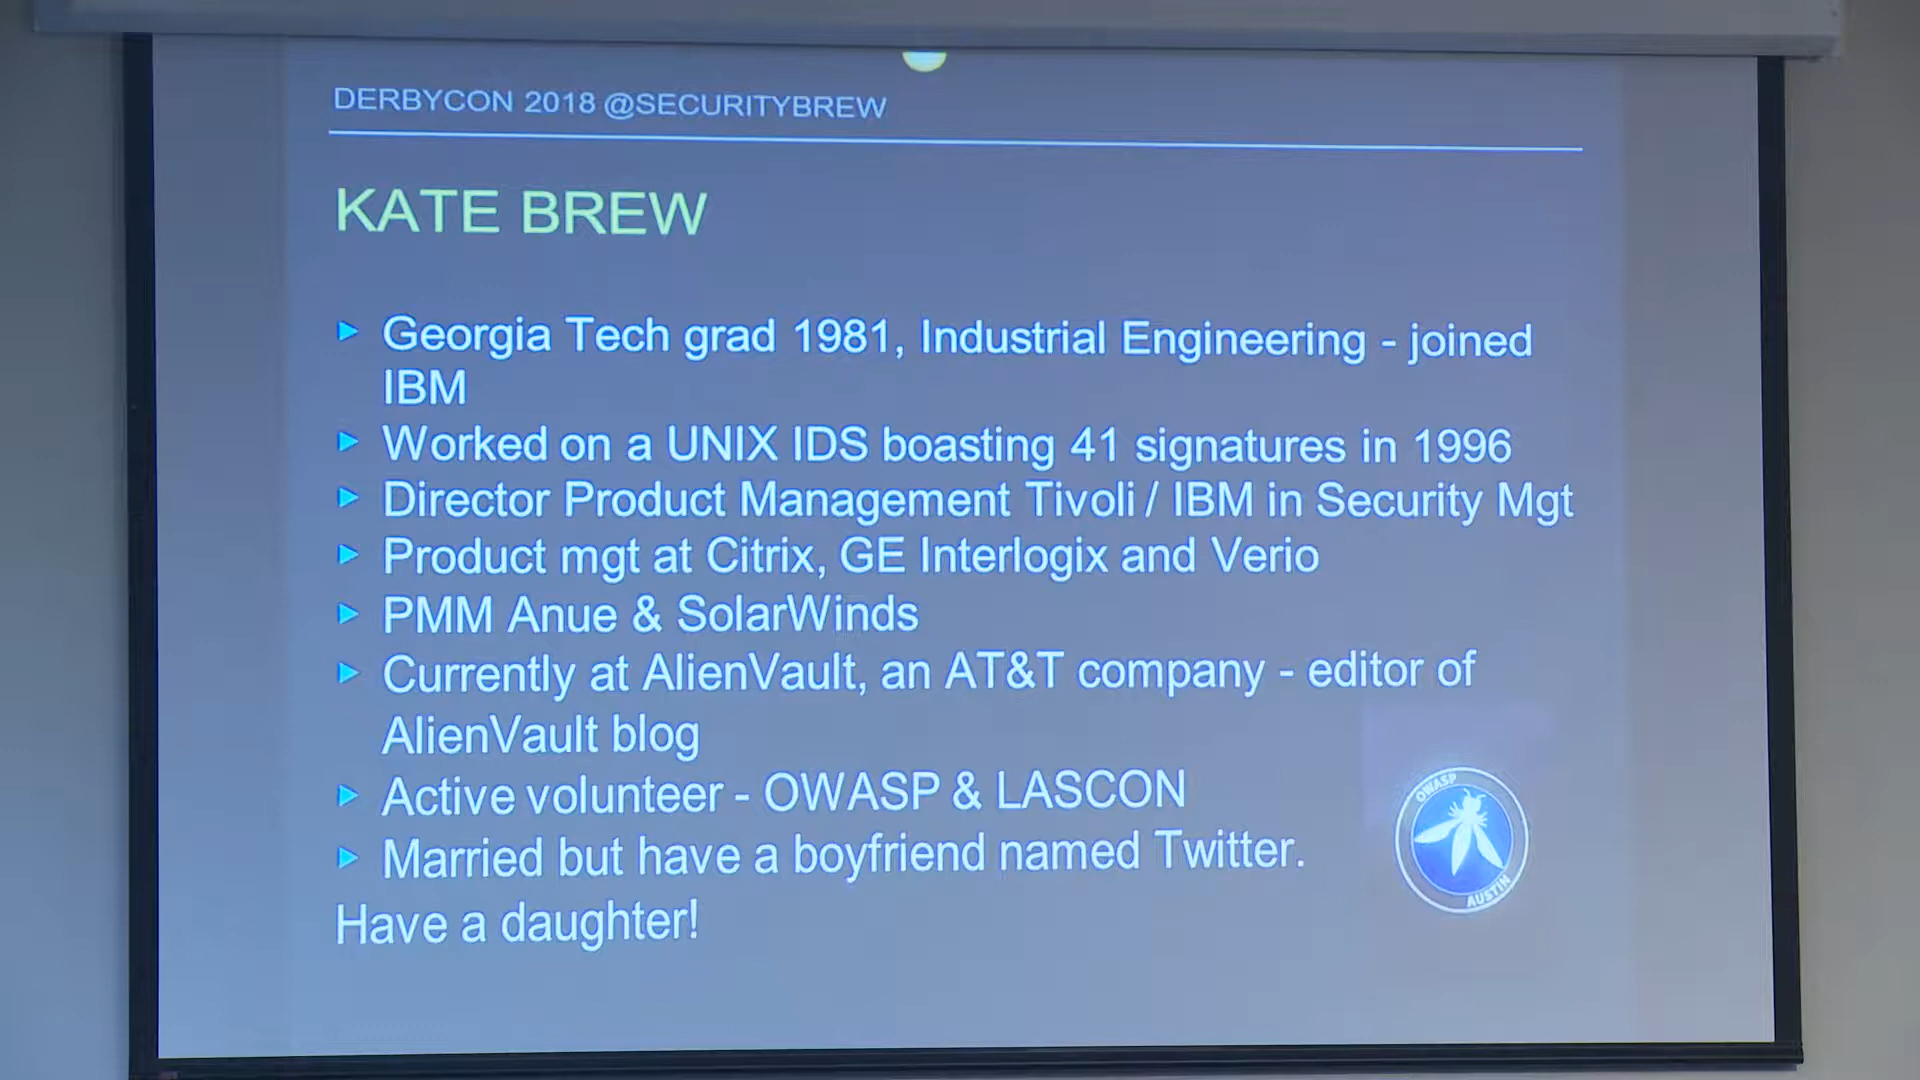 DERBYCON 2018 @SECURITYBREW
KATE BREW
Georgia Tech grad 1981, Industrial Engineering - joined
IBM
Worked on a UNIX IDS boasting 41 signatures in 1996
Director Product Management Tivoli / IBM in Security Mgt
Product mgt at Citrix, GE Interlogix and Verio
PMM Anue & SolarWinds
Currently at AlienVault, an AT&T company - editor of
AlienVault blog
Active volunteer - OWASP & LASCON
Married but have a boyfriend named Twitter.
Have a daughter!
OWASP
AUSTIN